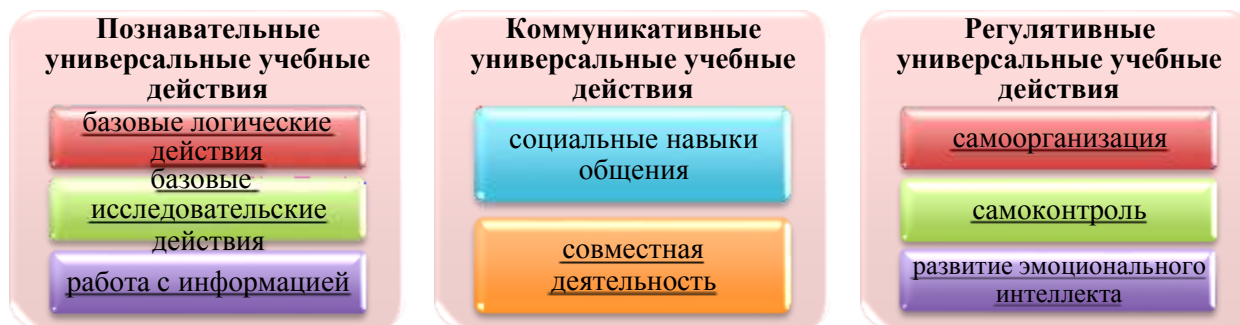 Познавательные
универсальные учебные
действия
базовые логические
действия
базовые
исследовательские
действия
работа с информацией
Коммуникативные
универсальные учебные
действия
социальные навыки
общения
совместная
деятельность
Регулятивные
универсальные учебные
действия
самоорганизация
самоконтроль
развитие эмоционального
интеллекта